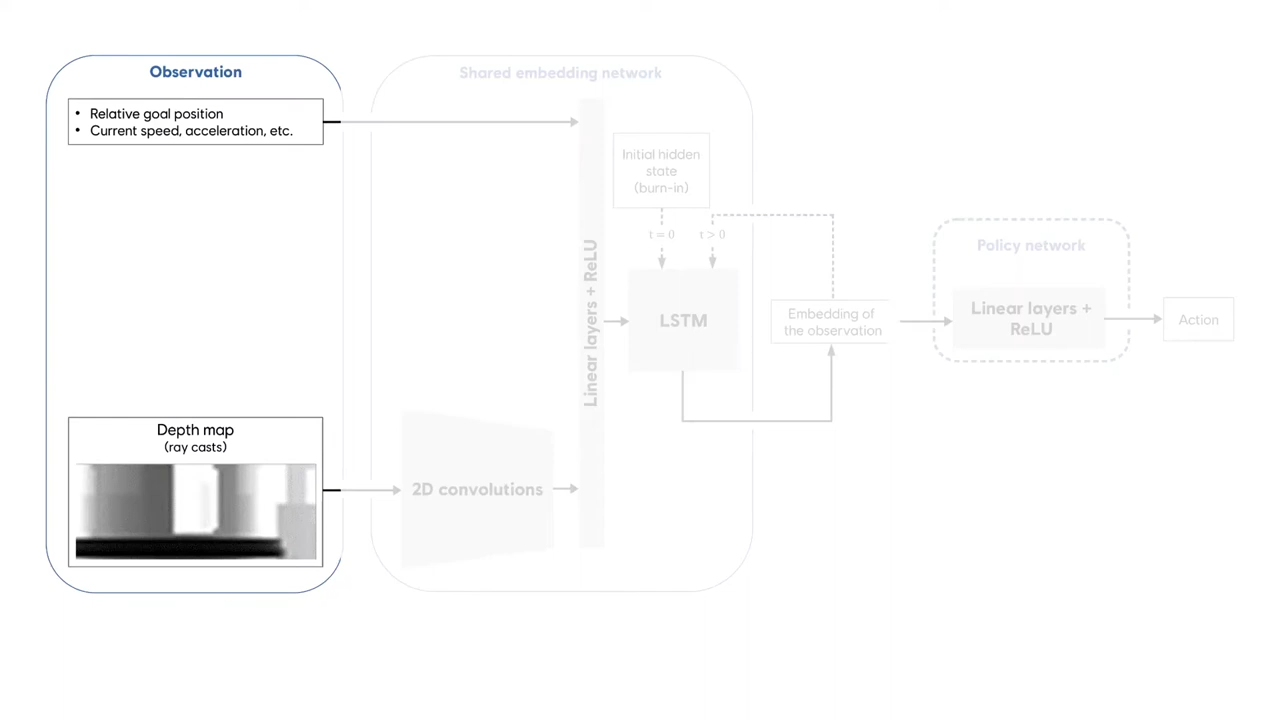 Observation
• Relative goal position
• Current speed, acceleration, etc.
Depth map
(ray casts)
Shared embedding network
Initial hidden
state
(burn-in)
t = 0
t > 0
Linear layers + ReLU
LSTM
2D convolutions
Embedding of
the observation
Policy network
Linear layers +
ReLU
Action